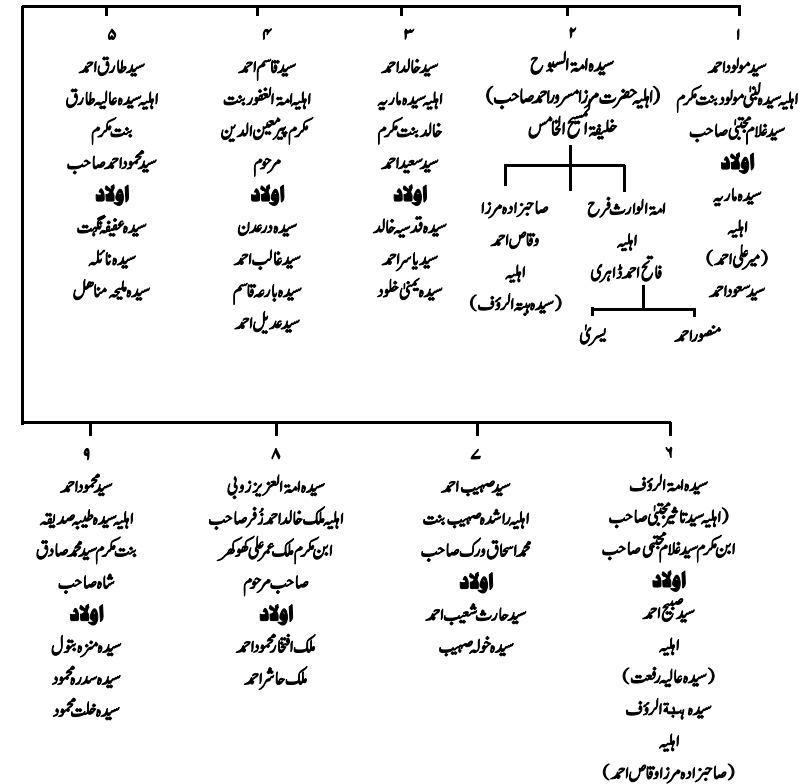 ۱
سید مولود احمد
اہلیہ سیدہ لقیٰ مولود بنت مکرم
سید غلام مجتبیٰ صاحب
اولاد
سیدہ ماریہ
اہلیہ
(میر علی احمد)
سید سعود احمد
۲
سیدہ امۃ السبوح
(اہلیہ حضرت مرزا مسرور احمد صاحب)
خلیفۃ المسیح الخامس
امۃ الوارث فرح
اہلیہ
فاتح احمد ڈاہری
منصور احمد
یسریٰ
صاحبزادہ مرزا
وقاص احمد
اہلیہ
(سیدہ ہبۃ الرؤف)
۳
سید خالد احمد
اہلیہ سیدہ ماریہ
خالد بنت مکرم
سید سعید احمد
اولاد
سیدہ قدسیہ خالد
سید یاسر احمد
سیدہ یمنیٰ خلود
۴
سید قاسم احمد
اہلیہ امۃ الغفور بنت
مکرم پیر معین الدین
مرحوم
اولاد
سیدہ در عدن
سید غالب احمد
سیدہ بارعہ قاسم
سید عدیل احمد
۵
سید طارق احمد
اہلیہ سیدہ عالیہ طارق
بنت مکرم
سید محمود احمد صاحب
اولاد
سیدہ عفیفہ نگہت
سیدہ نائلہ
سیدہ ملیحہ مناھل
۶
سیدہ امۃ الرؤف
(اہلیہ سید تاثیر مجتبیٰ صاحب
ابن مکرم سید غلام مجتبیٰ صاحب
اولاد
سید صبیح احمد
اہلیہ
(سیدہ عالیہ رفعت)
سیدہ ہبۃ الرؤف
اہلیہ
(صاحبزادہ مرزا وقاص احمد)
۷
سید صہیب احمد
اہلیہ راشدہ صہیب بنت
محمد اسحاق ورک صاحب
اولاد
سید حارث شعیب احمد
سیدہ خولہ صہیب
۸
سیدہ امۃ العزیز زوبی
اہلیہ ملک خالد احمد زُفر صاحب
ابن مکرم ملک عمر علی کھوکھر
صاحب مرحوم
اولاد
ملک افتخار محمود احمد
ملک حاشر احمد
۹
سید محمود احمد
اہلیہ سیدہ طیبہ صدیقہ
بنت مکرم سید محمد صادق
شاہ صاحب
اولاد
سیدہ منزہ بتول
سیدہ سدرہ محمود
سیدہ خلت محمود